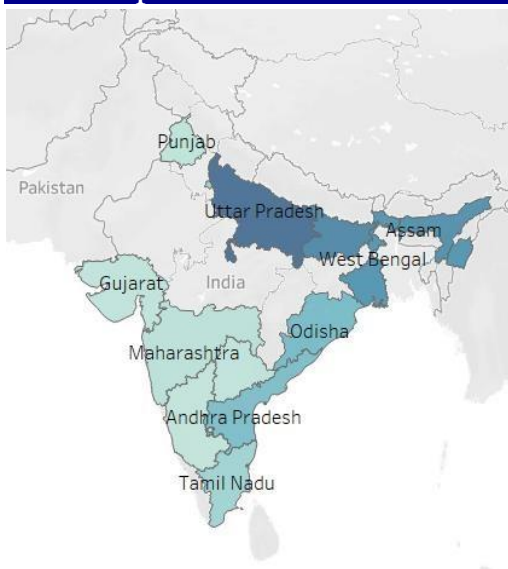 Punjab
Pakistan
Uttar Pradesh
Assam
West Bengal
Gujarat
India
Odisha
Maharashtra
Andhra Pradesh
Tamil Nadu